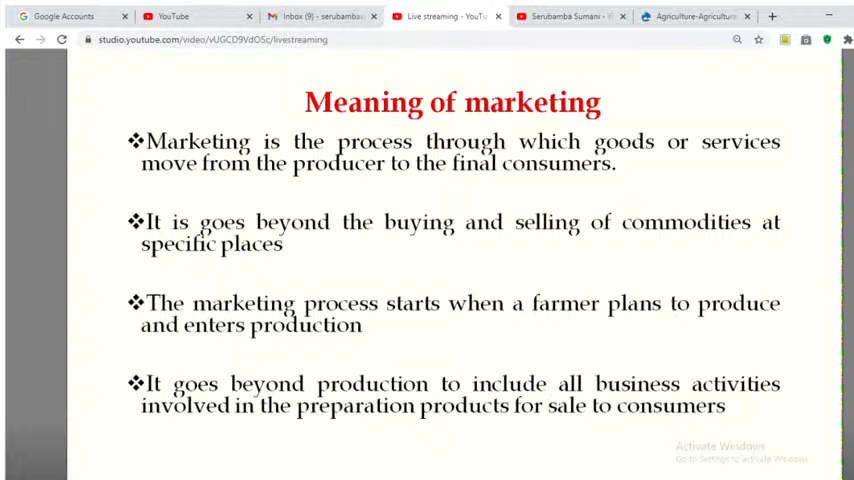 Google Accounts
YouTube
Inbox (9) - serubambas
Live streaming - YouTu
Serubamba Sumani -
Agriculture-Agricultura
studio.youtube.com/video/vUGCD9VdOSc/livestreaming
Meaning of marketing
❖Marketing is the process through which goods or services
move from the producer to the final consumers.
❖It is goes beyond the buying and selling of commodities at
specific places
❖The marketing process starts when a farmer plans to produce
and enters production
❖It goes beyond production to include all business activities
involved in the preparation products for sale to consumers
Activate Windows
Go to Settings to activate Windows.